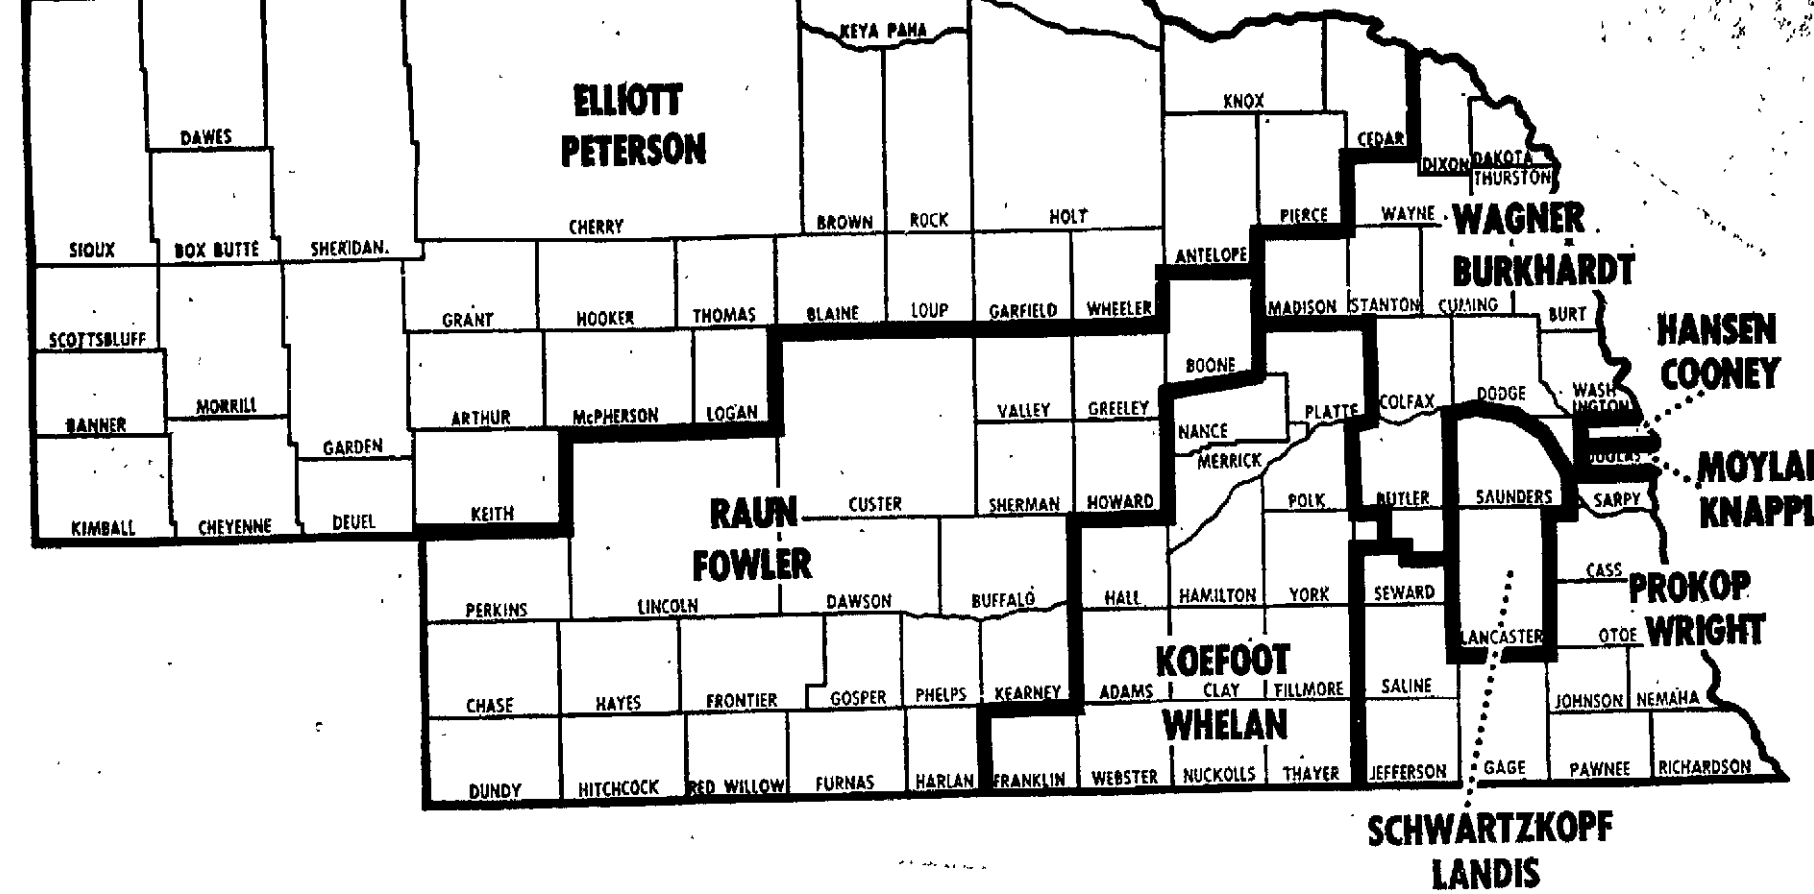 KEYA PAHA
ELLIOTT
PETERSON
KNOX
DAWES
CEDAR
DIXON
DAKOTA
THURSTON
CHERRY
BROWN
ROCK
HOLT
PIERCE
WAYNE
WAGNER
BURKHARDT
SIOUX
BOX BUTTE
SHERIDAN.
ANTELOPE
GRANT
HOOKER
THOMAS
BLAINE
LOUP
GARFIELD
WHEELER
MADISON
STANTON
CUMING
BURT
HANSEN
COONEY
SCOTTSBLUFF
BOONE
BANNER
MORRILL
ARTHUR
McPHERSON
LOGAN
VALLEY
GREELEY
PLATTE
COLFAX
DODGE
WASH
INGTON
GARDEN
NANCE
MERRICK
DOUGLAS
MOYLA
KNAPPL
KIMBALL
CHEYENNE
DEUEL
KEITH
RAUN
FOWLER
CUSTER
SHERMAN
HOWARD
POLK
BUTLER
SAUNDERS
SARPY
PERKINS
LINCOLN
DAWSON
BUFFALO
HALL
HAMILTON
YORK
SEWARD
CASS
PROKOP
WRIGHT
LANCASTER
OTOE
KOEFOOT
WHELAN
CHASE
HAYES
FRONTIER
GOSPER
PHELPS
KEARNEY
ADAMS
CLAY
FILLMORE
SALINE
JOHNSON
NEMAHA
DUNDY
HITCHCOCK
RED WILLOW
FURNAS
HARLAN
FRANKLIN
WEBSTER
NUCKOLLS
THAYER
JEFFERSON
GAGE
PAWNEE
RICHARDSON
SCHWARTZKOPF
LANDIS